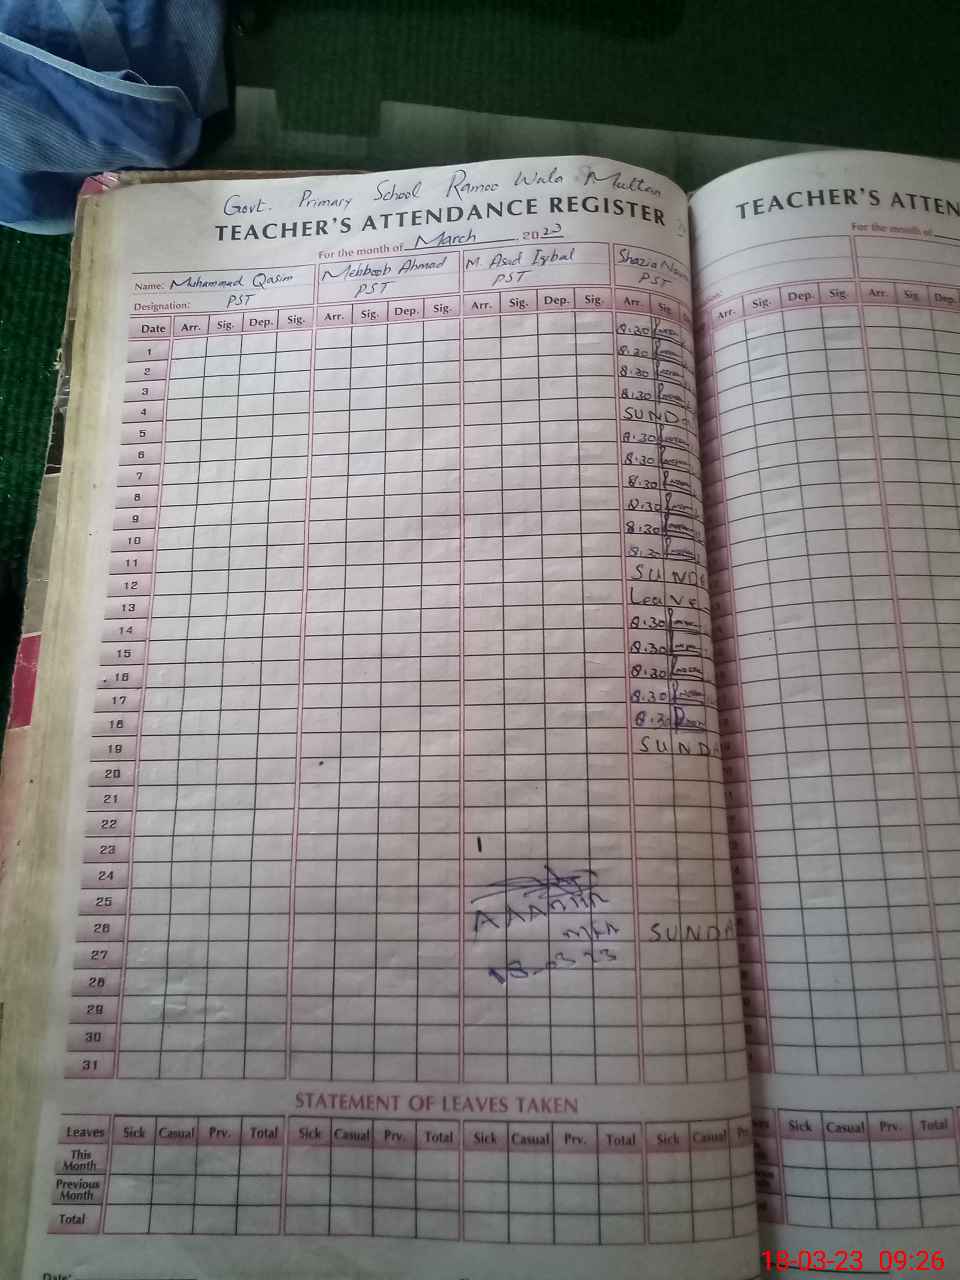 Govt. Primary School Ramoo Wala Multan
TEACHER'S ATTENDANCE REGISTER
For the month of March, 2023
Name: Muhammad Qasim Mehboob Ahmad M. Asad Iqbal Shazia
Designation: PST PST PST PST
Date Arr. Sig. Dep. Sig. Arr. Sig. Dep. Sig. Arr. Sig. Dep. Sig. Arr. Sig.
1 8:30
2 8:30
3 8:30
4 8:30
5 SUNDA
6 8:30
7 8:30
8 8:30
9 8:30
10 8:30
11 8:30
12 SUNDE
13 Leave
14 8:30
15 8:30
16 8:30
17 8:30
18 8:30
19 SUNDA
20
21
22
23
24
25
26 SUNDA
27
18-03-23
28
29
30
31
STATEMENT OF LEAVES TAKEN
Leaves Sick Casual Prv. Total Sick Casual Prv. Total Sick Casual Prv. Total Sick Casual Pr
This Month
Previous Month
Total
Date:
TEACHER'S ATTEN
For the month of
Arr. Sig. Dep. Sig. Arr. Sig. Dep.
Sick Casual Prv. Total
18-03-23 09:26